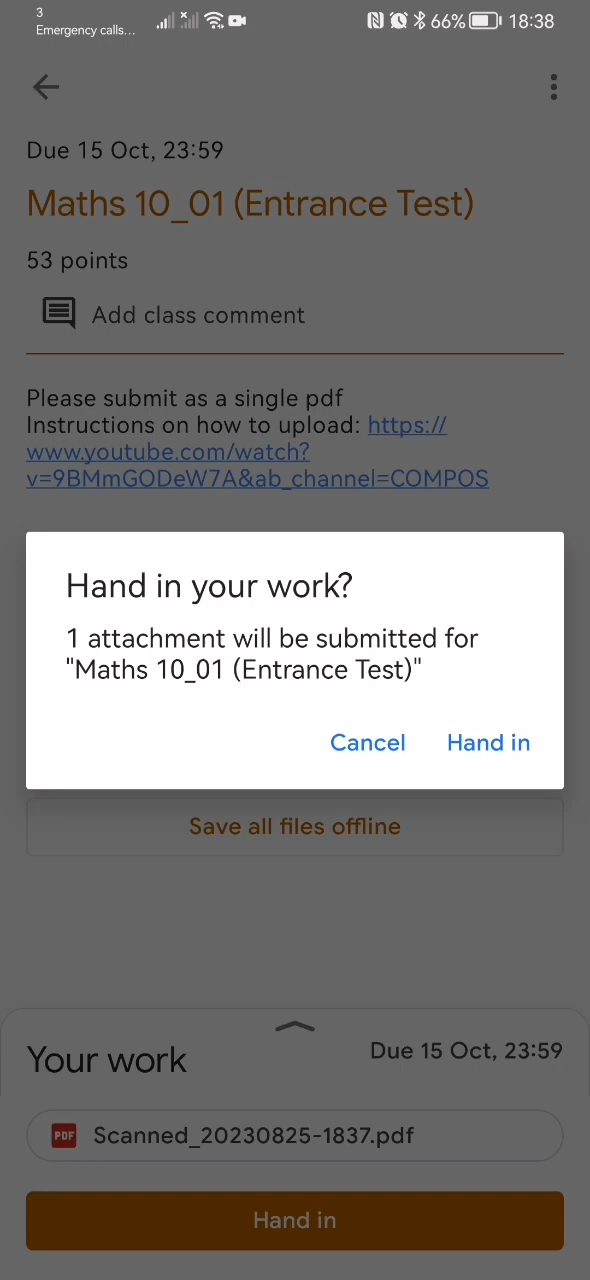 3
Emergency calls...
66%
18:38
Due 15 Oct, 23:59
Maths 10_01 (Entrance Test)
53 points
Add class comment
Please submit as a single pdf
Instructions on how to upload: https://
www.youtube.com/watch?
v=9BMmGODeW7A&ab_channel=COMPOS
Hand in your work?
1 attachment will be submitted for
"Maths 10_01 (Entrance Test)"
Cancel
Hand in
Save all files offline
Your work
Due 15 Oct, 23:59
PDF
Scanned_20230825-1837.pdf
Hand in